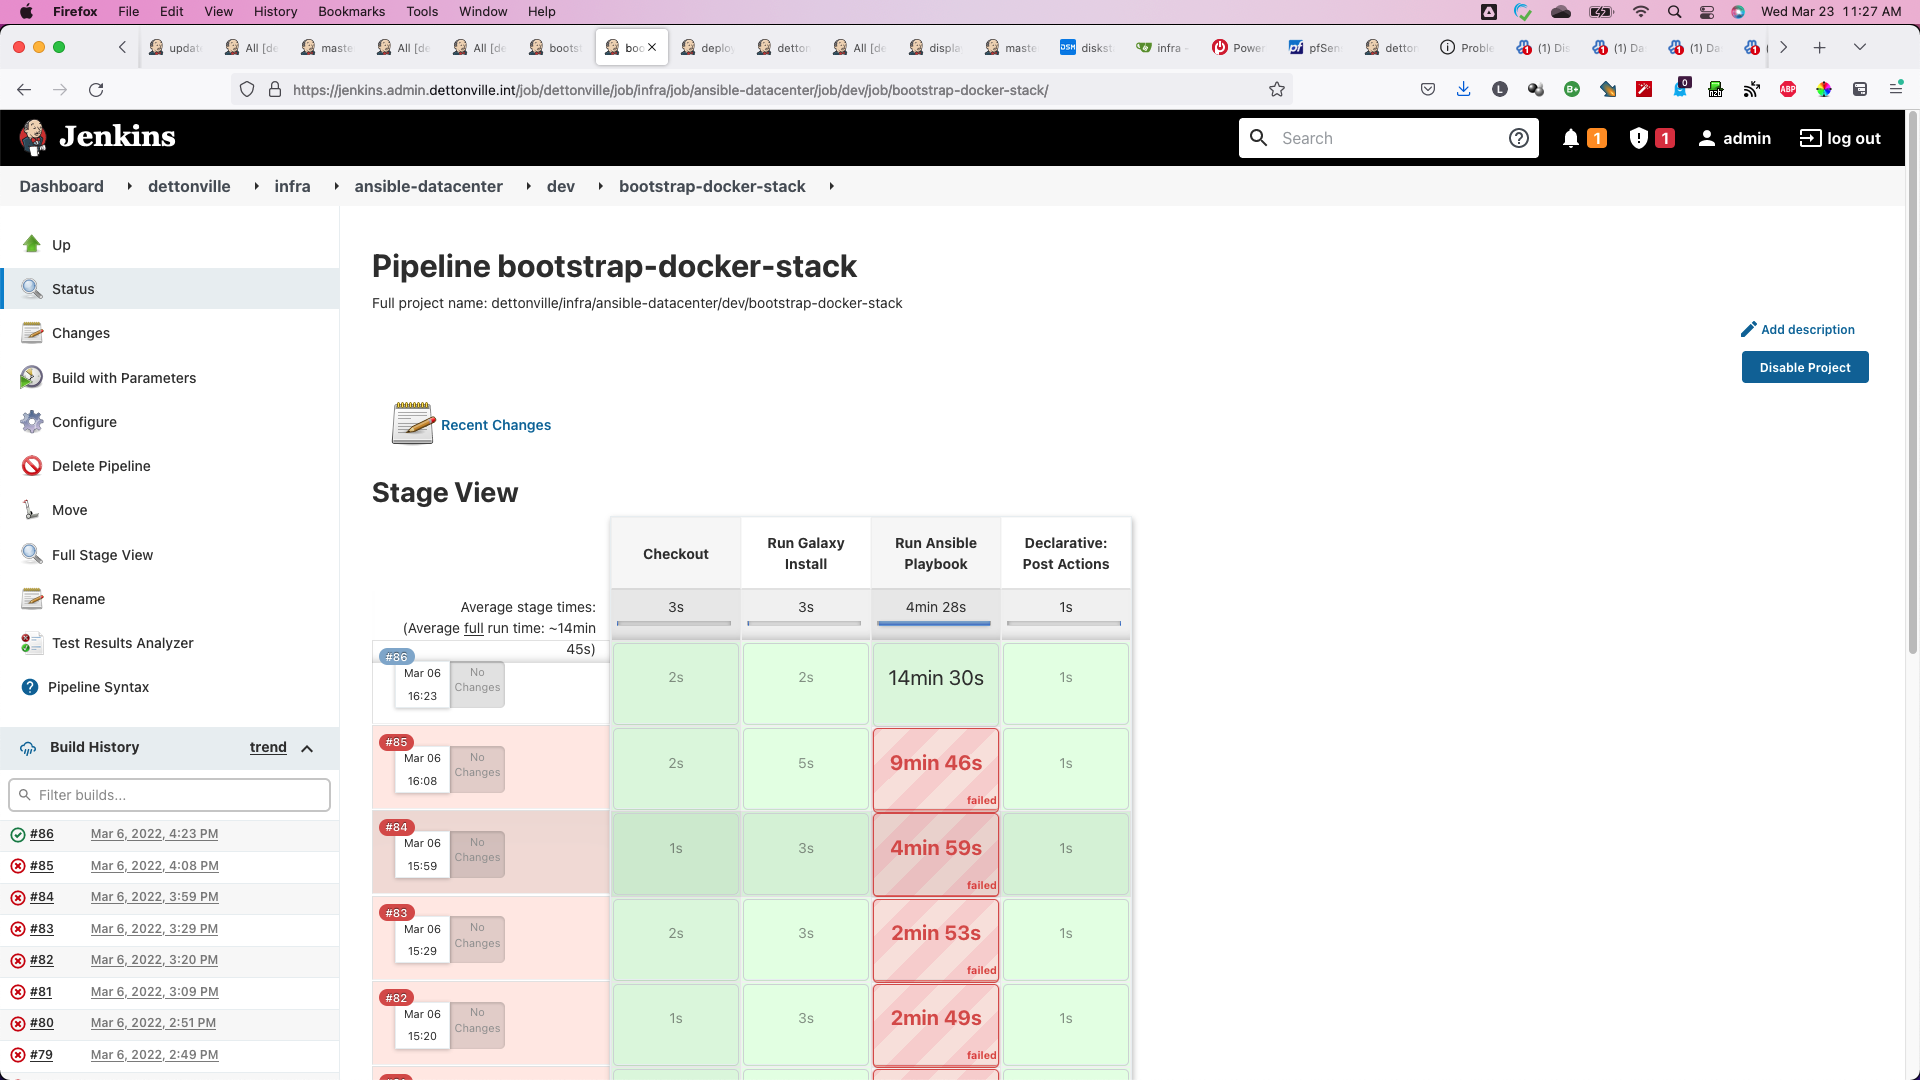 Firefox File Edit View History Bookmarks Tools Window Help Wed Mar 23 11:27 AM
updat All [de maste All [de All [de boots boc deploy detton All [de displa maste DSM disksta infra - Power pf pfSen detton Proble (1) Dis (1) Da (1) Da
https://jenkins.admin.dettonville.int/job/dettonville/job/infra/job/ansible-datacenter/job/dev/job/bootstrap-docker-stack/
L B+ 0 n2b ABP
Jenkins Search 1 1 admin log out
Dashboard dettonville infra ansible-datacenter dev bootstrap-docker-stack
Up
Status
Changes
Build with Parameters
Configure
Delete Pipeline
Move
Full Stage View
Rename
Test Results Analyzer
Pipeline Syntax
Build History trend
Filter builds...
#86 Mar 6, 2022, 4:23 PM
#85 Mar 6, 2022, 4:08 PM
#84 Mar 6, 2022, 3:59 PM
#83 Mar 6, 2022, 3:29 PM
#82 Mar 6, 2022, 3:20 PM
#81 Mar 6, 2022, 3:09 PM
#80 Mar 6, 2022, 2:51 PM
#79 Mar 6, 2022, 2:49 PM
Pipeline bootstrap-docker-stack
Full project name: dettonville/infra/ansible-datacenter/dev/bootstrap-docker-stack
Add description
Disable Project
Recent Changes
Stage View
Checkout
Run Galaxy
Install
Run Ansible
Playbook
Declarative:
Post Actions
Average stage times: 3s 3s 4min 28s 1s
(Average full run time: ~14min
45s)
#86
Mar 06
16:23
No
Changes
2s 2s 14min 30s 1s
#85
Mar 06
16:08
No
Changes
2s 5s 9min 46s 1s
failed
#84
Mar 06
15:59
No
Changes
1s 3s 4min 59s 1s
failed
#83
Mar 06
15:29
No
Changes
2s 3s 2min 53s 1s
failed
#82
Mar 06
15:20
No
Changes
1s 3s 2min 49s 1s
failed